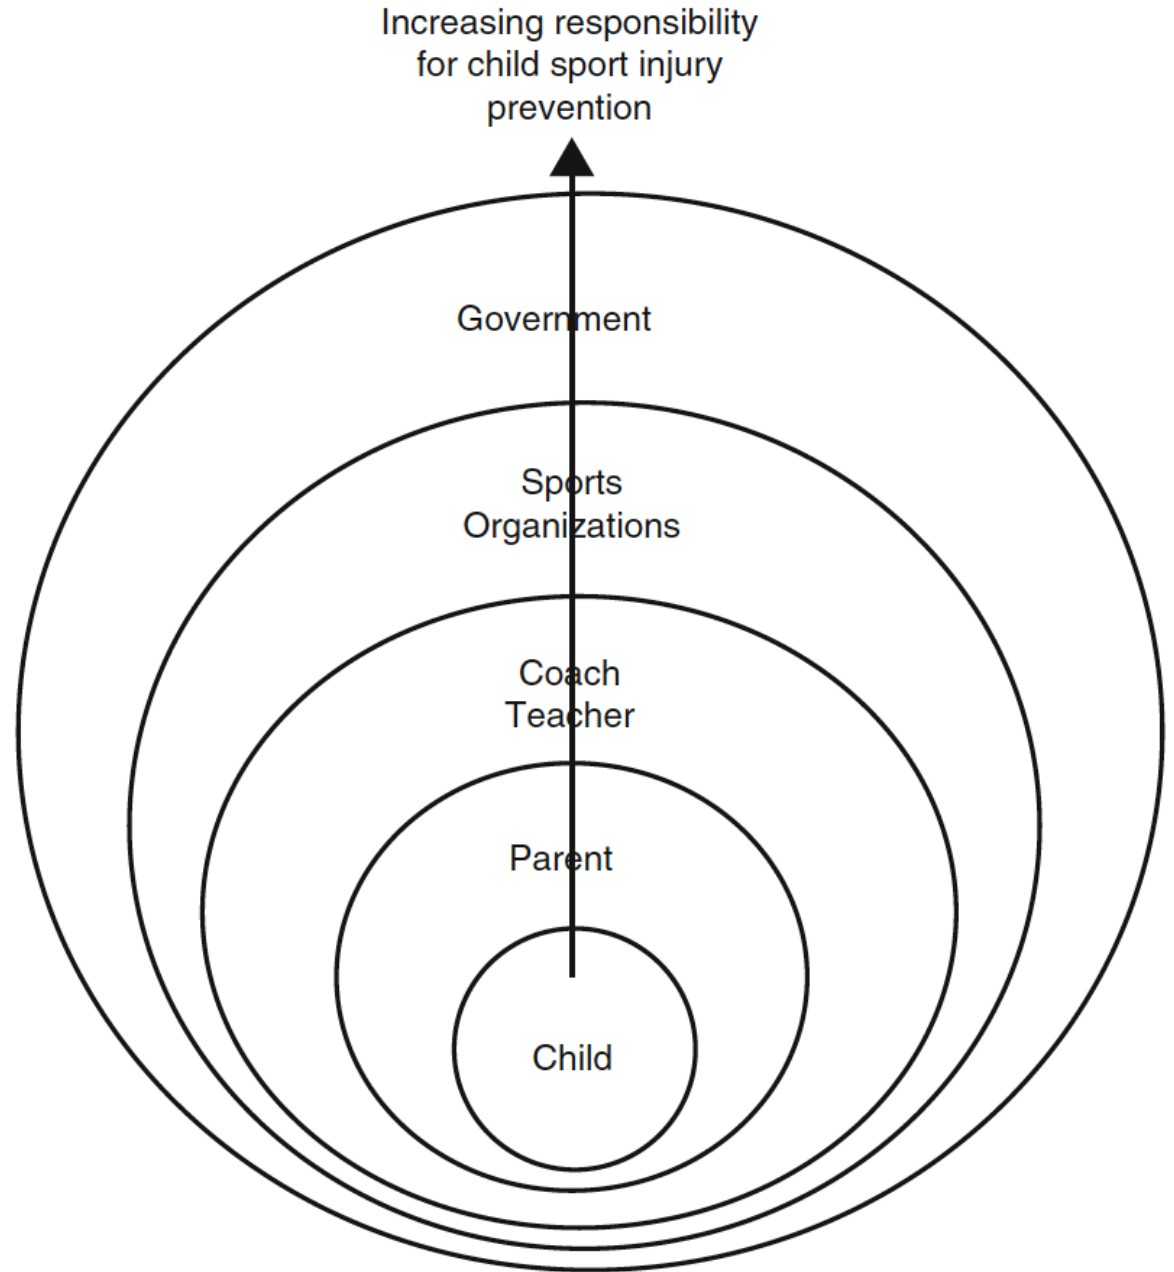 Increasing responsibility
for child sport injury
prevention
Government
Sports
Organizations
Coach
Teacher
Parent
Child